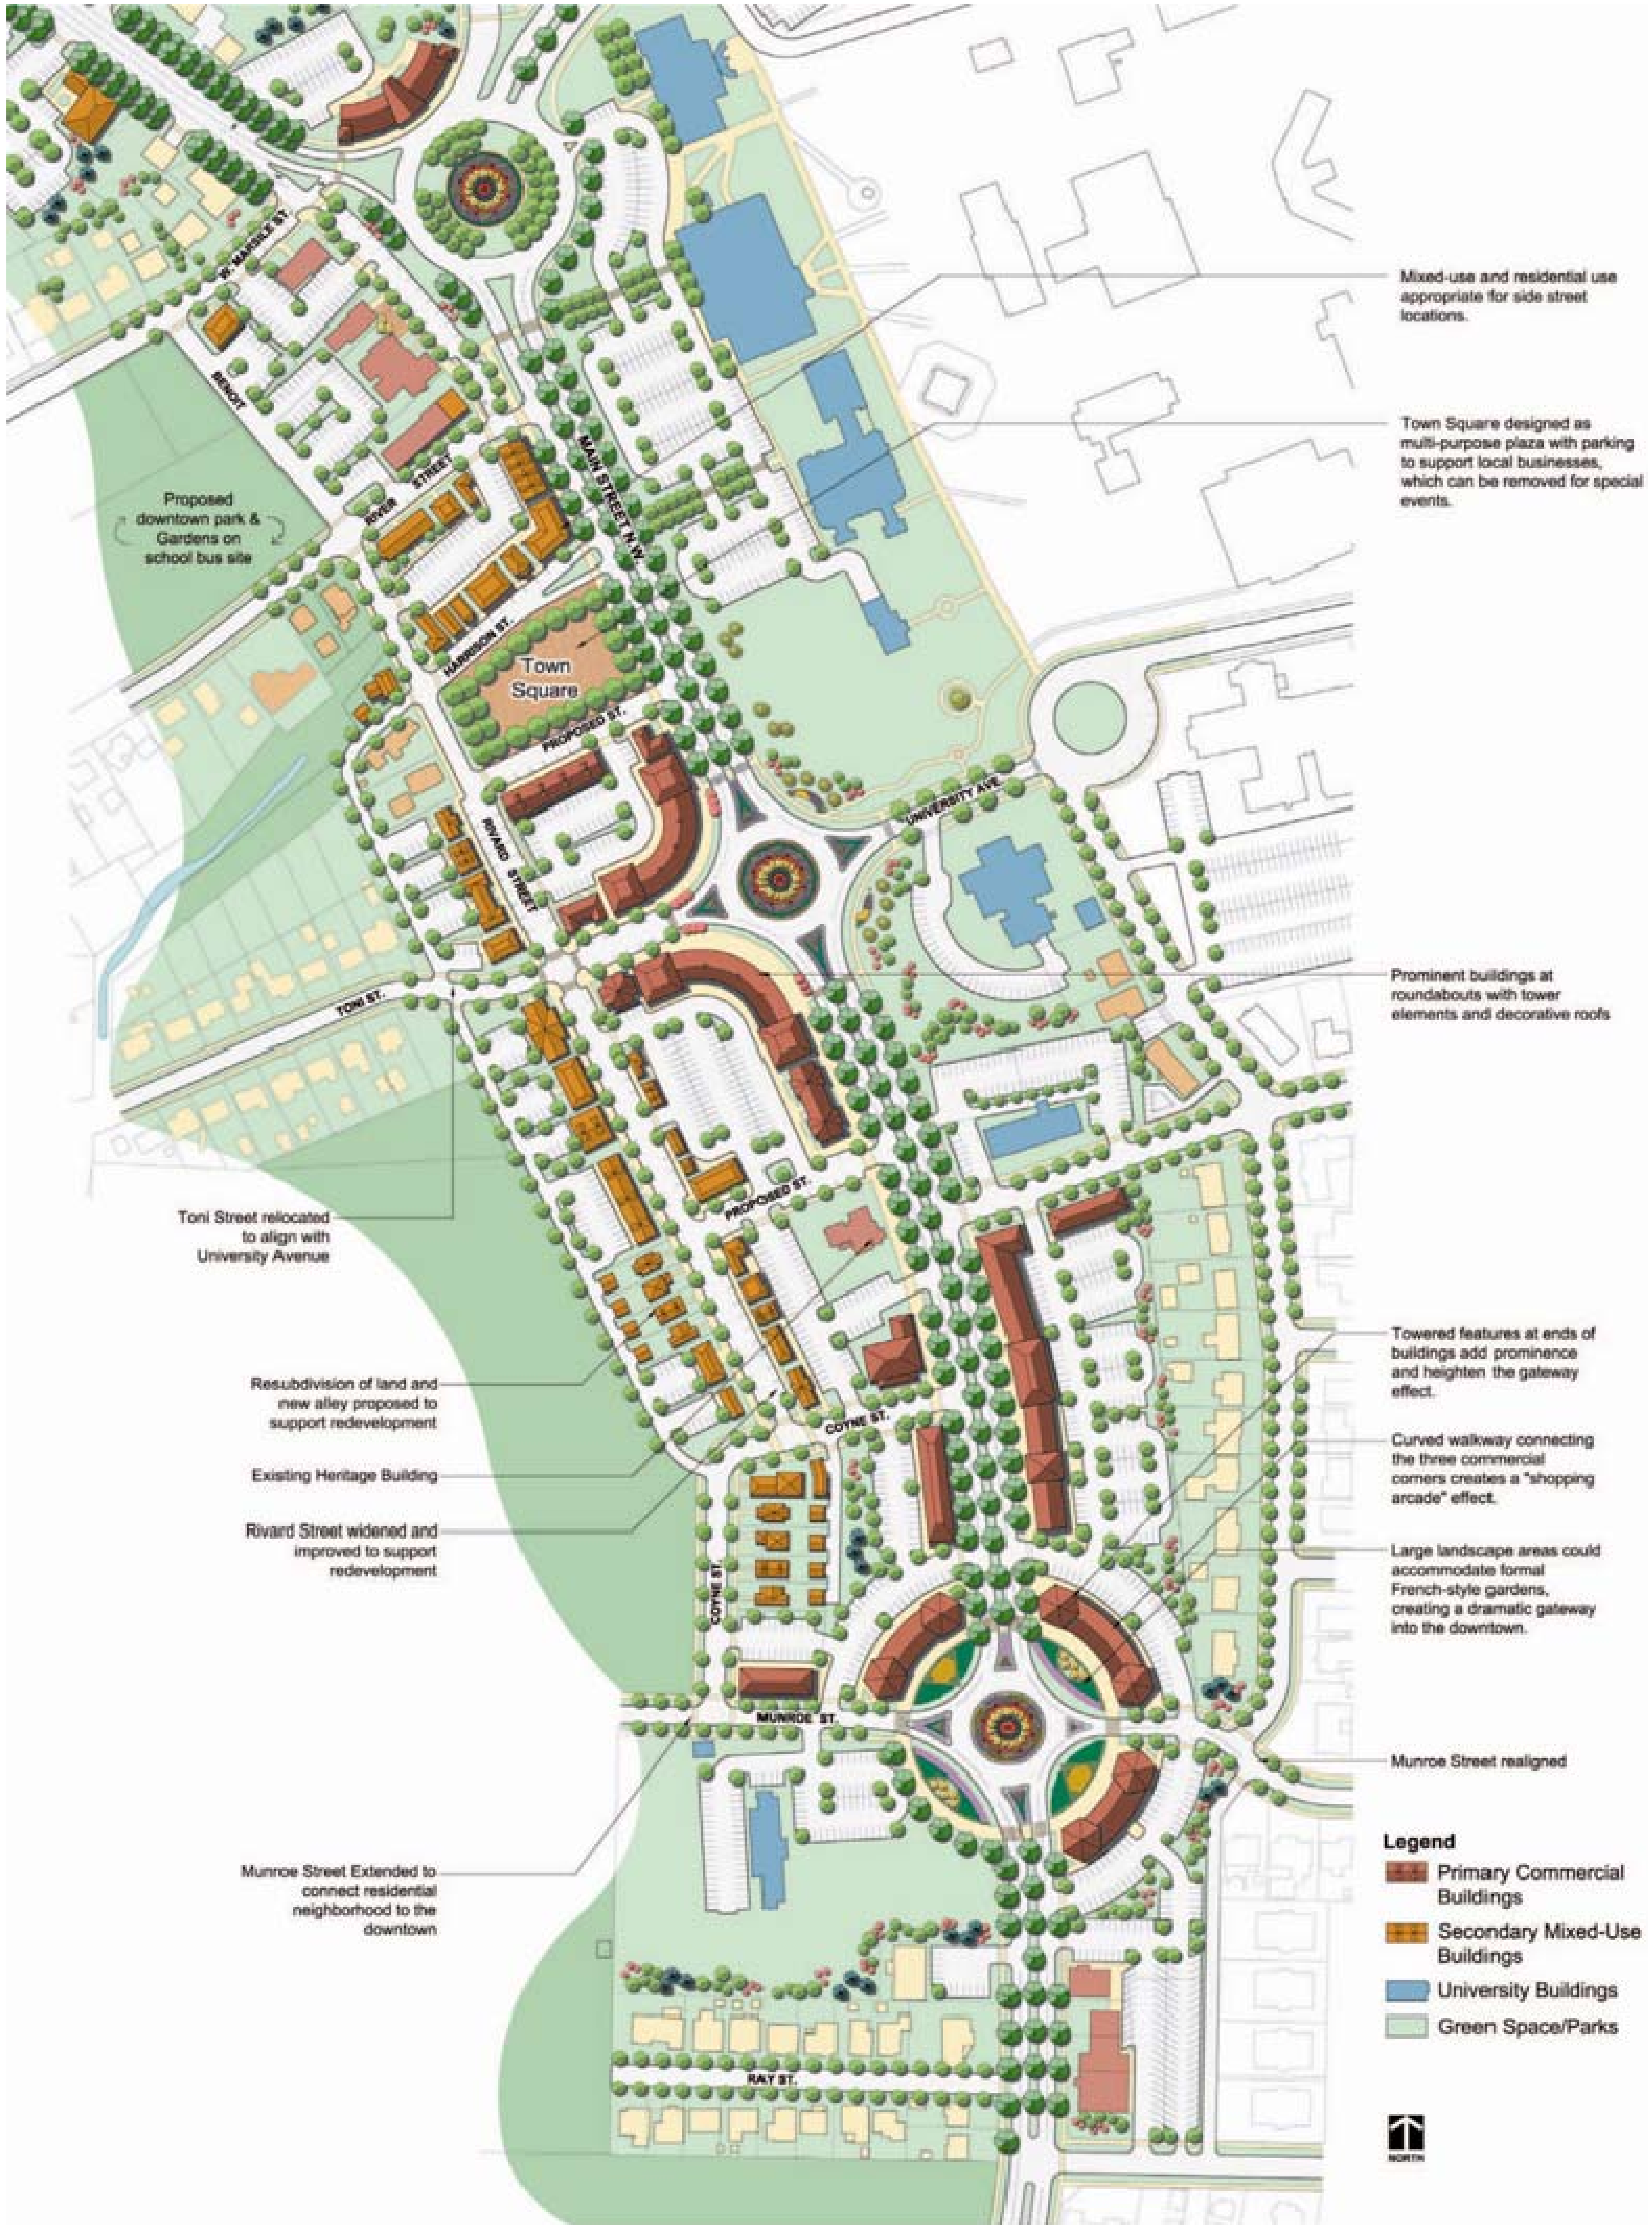 W. MARSILE ST.
BENOIT
RIVER STREET
MAIN STREET N.W.
Mixed-use and residential use
appropriate for side street
locations.
Town Square designed as
multi-purpose plaza with parking
to support local businesses,
which can be removed for special
events.
Proposed
downtown park &
Gardens on
school bus site
HARRISON ST.
Town
Square
PROPOSED ST.
UNIVERSITY AVE.
RIVARD STREET
TONI ST.
Prominent buildings at
roundabouts with tower
elements and decorative roofs
PROPOSED ST.
Toni Street relocated
to align with
University Avenue
Resubdivision of land and
new alley proposed to
support redevelopment
Existing Heritage Building
Rivard Street widened and
improved to support
redevelopment
COYNE ST.
COYNE ST.
Towered features at ends of
buildings add prominence
and heighten the gateway
effect.
Curved walkway connecting
the three commercial
corners creates a "shopping
arcade" effect.
Large landscape areas could
accommodate formal
French-style gardens,
creating a dramatic gateway
into the downtown.
MUNROE ST.
Munroe Street realigned
Munroe Street Extended to
connect residential
neighborhood to the
downtown
RAY ST.
Legend
Primary Commercial
Buildings
Secondary Mixed-Use
Buildings
University Buildings
Green Space/Parks
NORTH